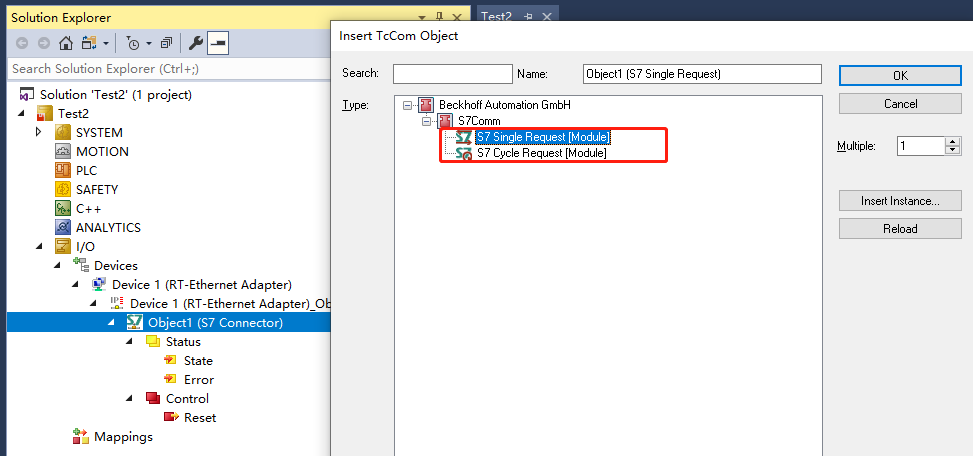 Solution Explorer
Search Solution Explorer (Ctrl+;)
Solution 'Test2' (1 project)
Test2
SYSTEM
MOTION
PLC
SAFETY
C++
ANALYTICS
I/O
Devices
Device 1 (RT-Ethernet Adapter)
Device 1 (RT-Ethernet Adapter)_Ob
Object1 (S7 Connector)
Status
State
Error
Control
Reset
Mappings
Test2
Insert TcCom Object
Search:
Name:
Object1 (S7 Single Request)
Type:
Beckhoff Automation GmbH
S7Comm
S7 Single Request [Module]
S7 Cycle Request [Module]
OK
Cancel
Multiple:
1
Insert Instance...
Reload